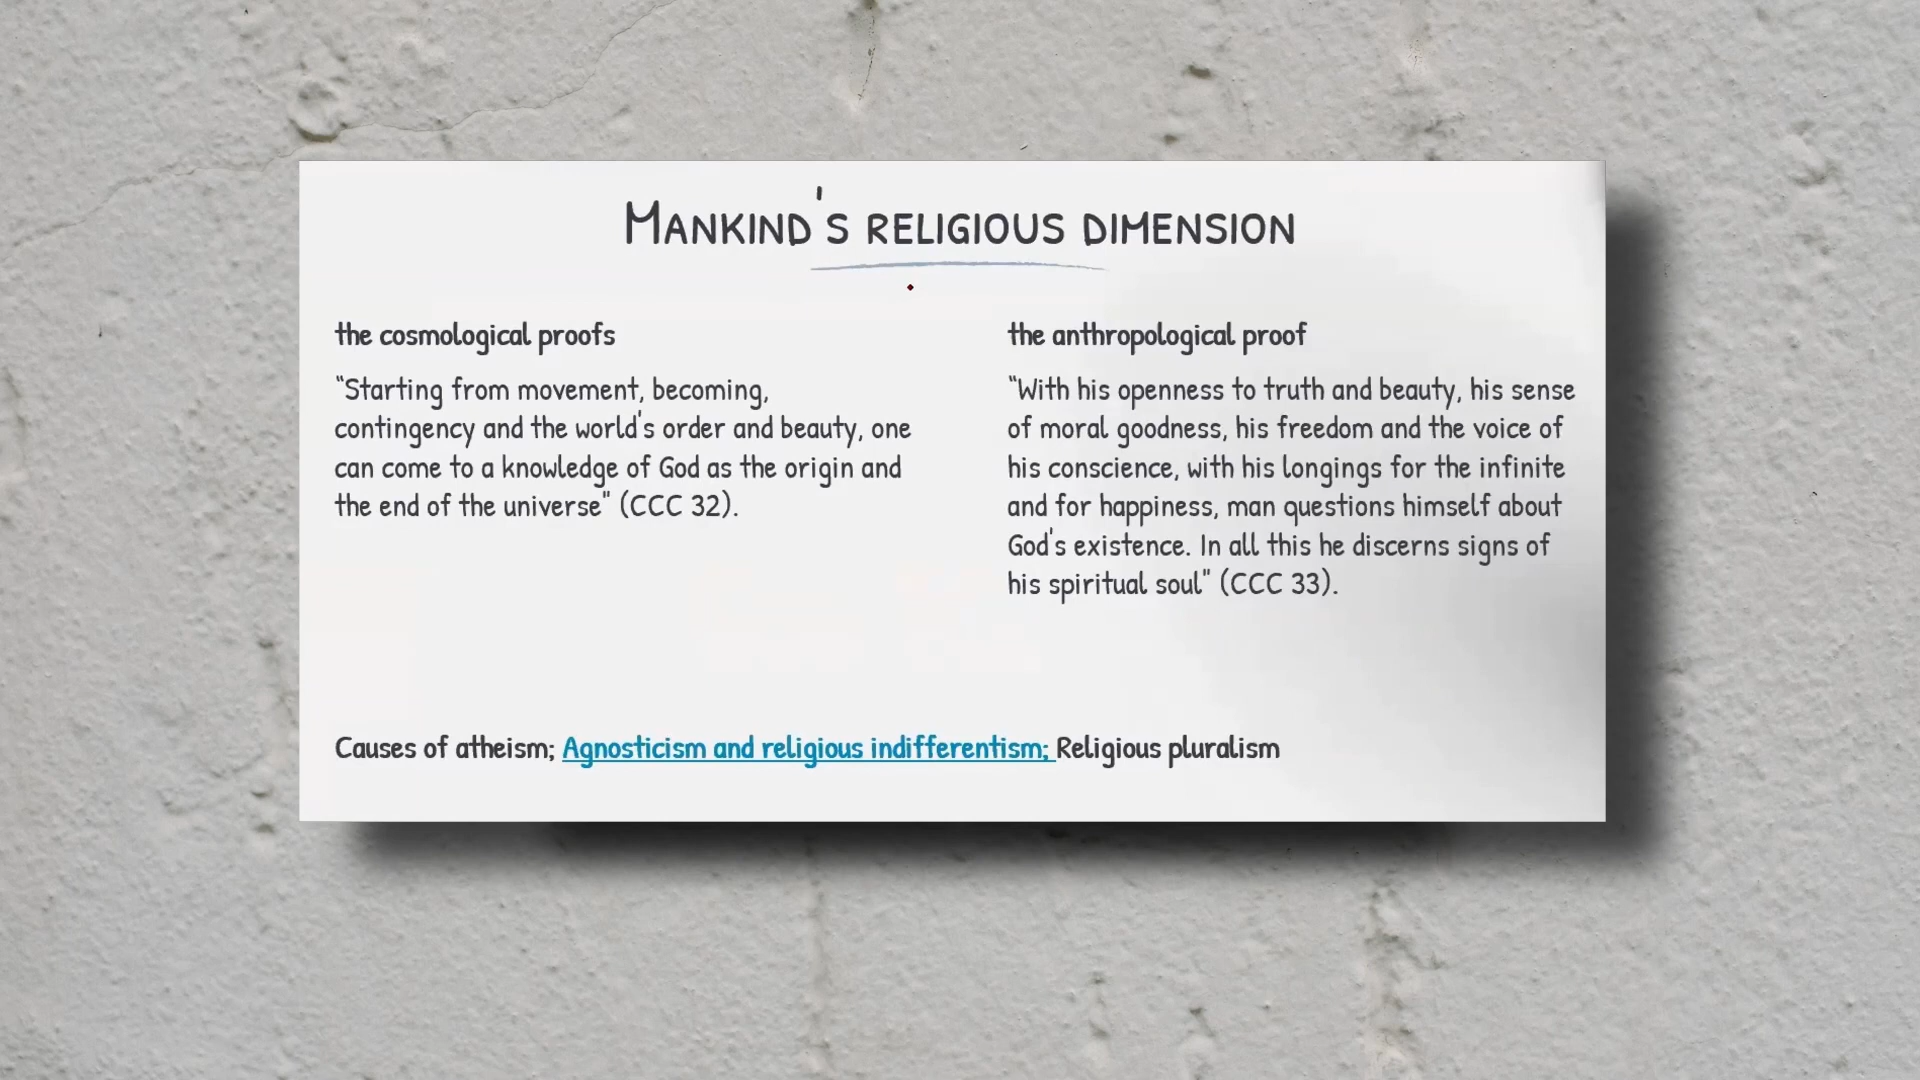 Mankind's religious dimension
the cosmological proofs
“Starting from movement, becoming,
contingency and the world's order and beauty, one
can come to a knowledge of God as the origin and
the end of the universe” (CCC 32).
the anthropological proof
“With his openness to truth and beauty, his sense
of moral goodness, his freedom and the voice of
his conscience, with his longings for the infinite
and for happiness, man questions himself about
God's existence. In all this he discerns signs of
his spiritual soul” (CCC 33).
Causes of atheism; Agnosticism and religious indifferentism; Religious pluralism